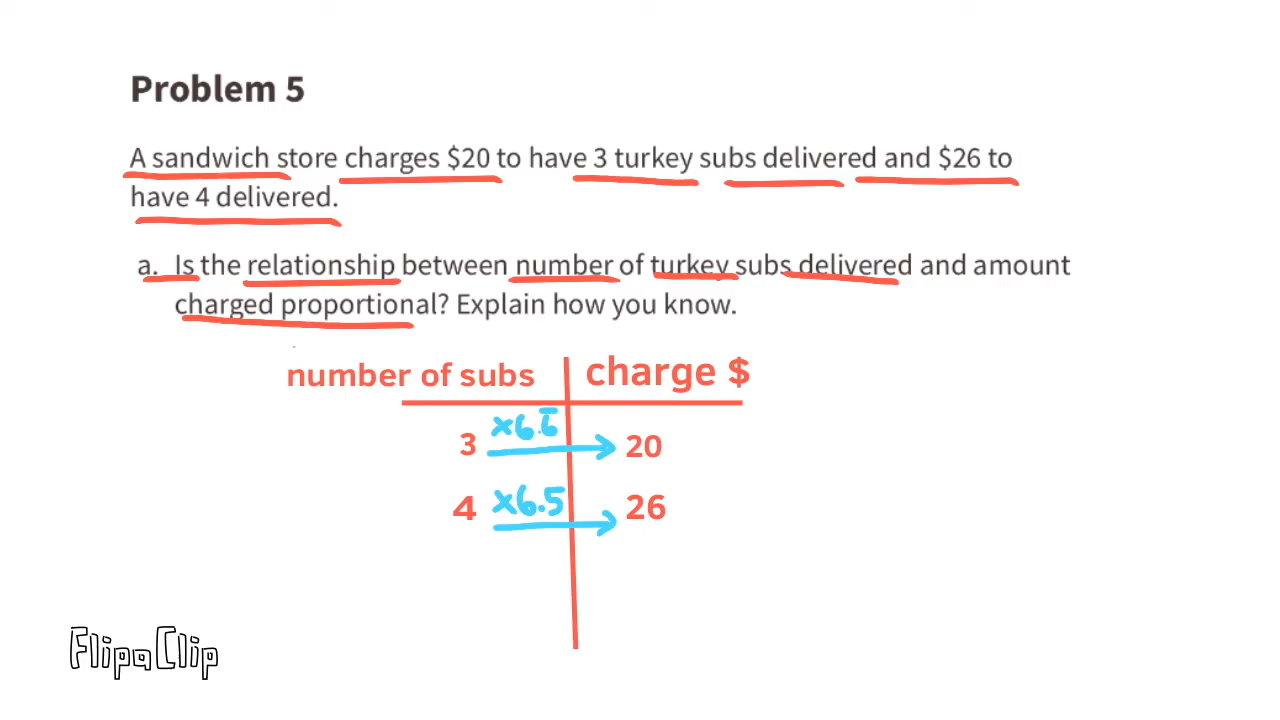 Problem 5
A sandwich store charges $20 to have 3 turkey subs delivered and $26 to
have 4 delivered.
a. Is the relationship between number of turkey subs delivered and amount
charged proportional? Explain how you know.
number of subs charge $
3 ×6.6̅ 20
4 ×6.5 26
FlipaClip